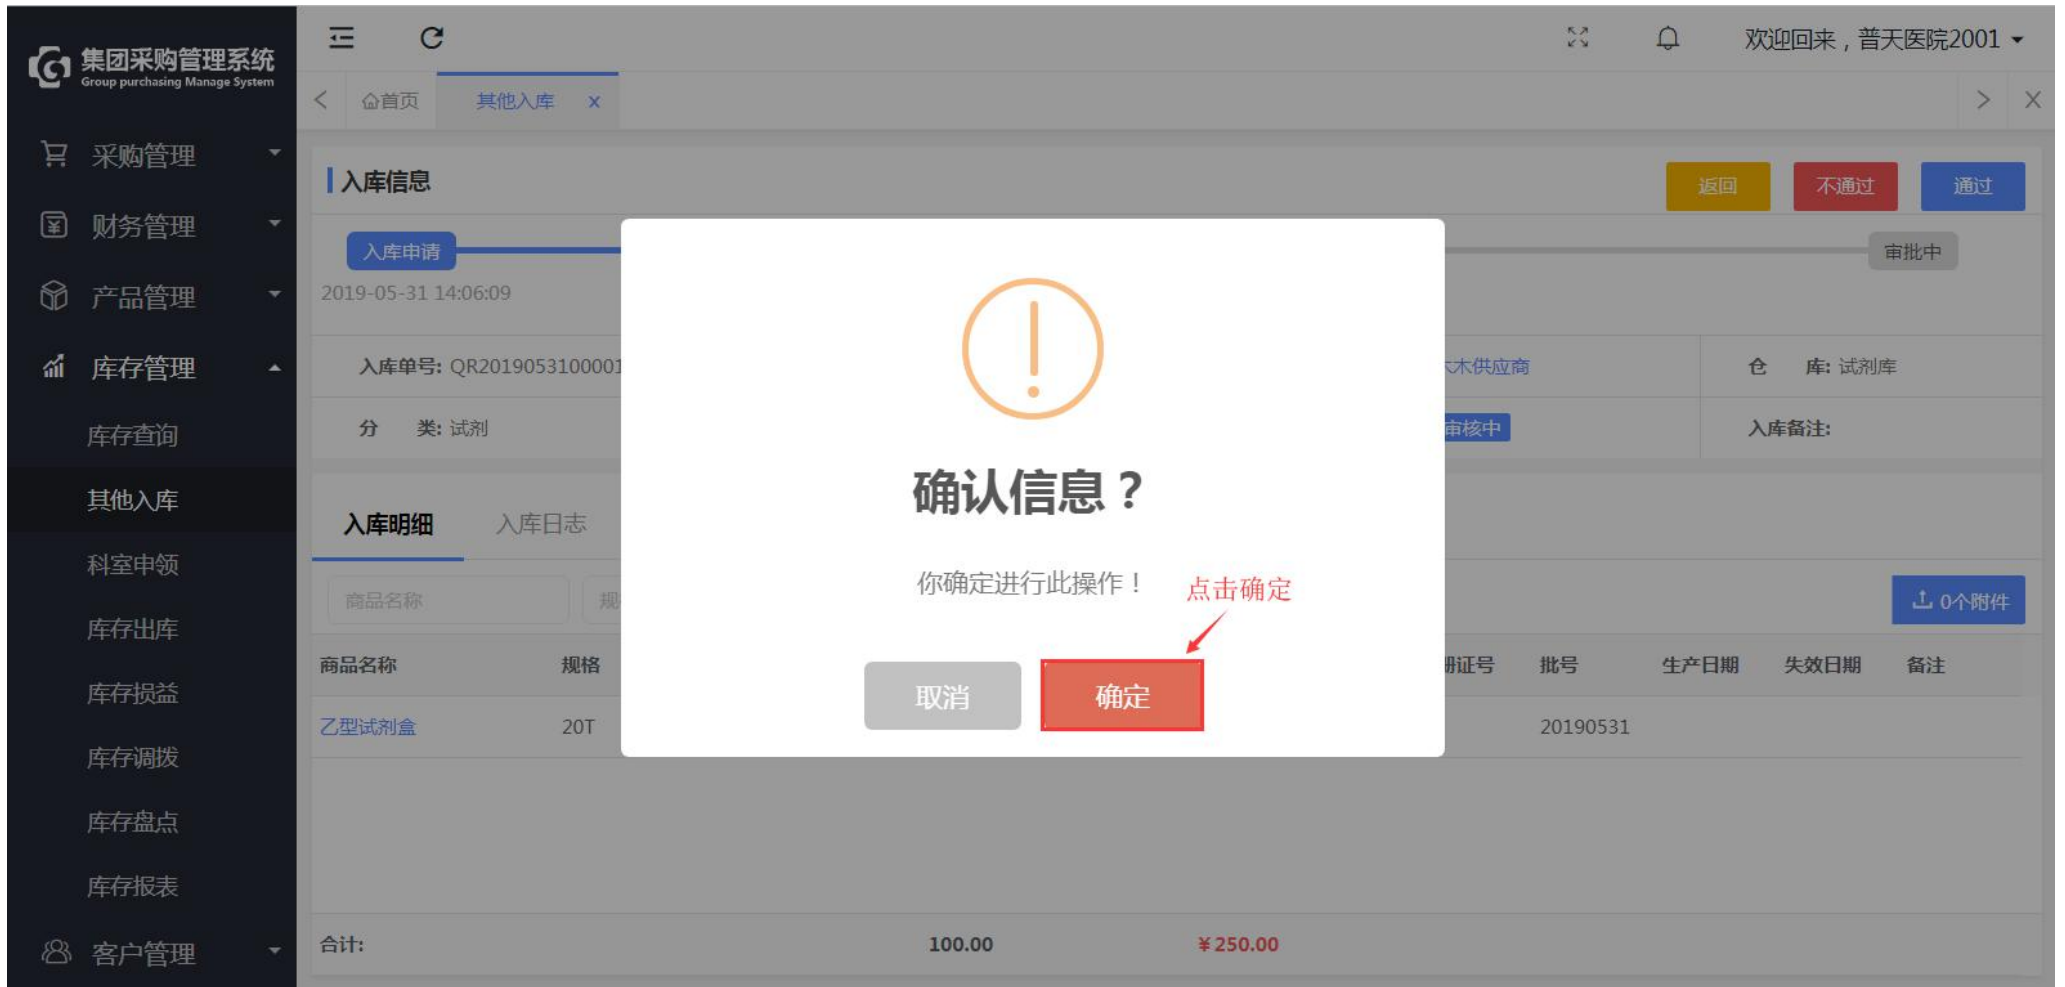 集团采购管理系统
Group purchasing Manage System
欢迎回来，普天医院2001
首页
其他入库 x
采购管理
财务管理
产品管理
库存管理
库存查询
其他入库
科室申领
库存出库
库存损益
库存调拨
库存盘点
库存报表
客户管理
入库信息
返回
不通过
通过
入库申请
审批中
2019-05-31 14:06:09
入库单号: QR2019053100001
木供应商
仓 库: 试剂库
分 类: 试剂
审核中
入库备注:
确认信息？
你确定进行此操作！
点击确定
取消
确定
入库明细
入库日志
商品名称
规
0个附件
商品名称 规格 册证号 批号 生产日期 失效日期 备注
乙型试剂盒 20T 20190531
合计: 100.00 ¥250.00